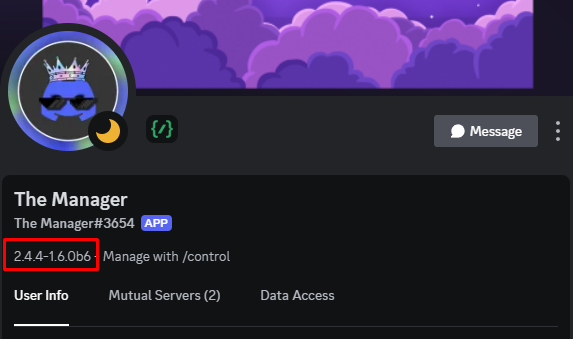 {/}
Message
The Manager
The Manager#3654 APP
2.4.4-1.6.0b6 - Manage with /control
User Info Mutual Servers (2) Data Access